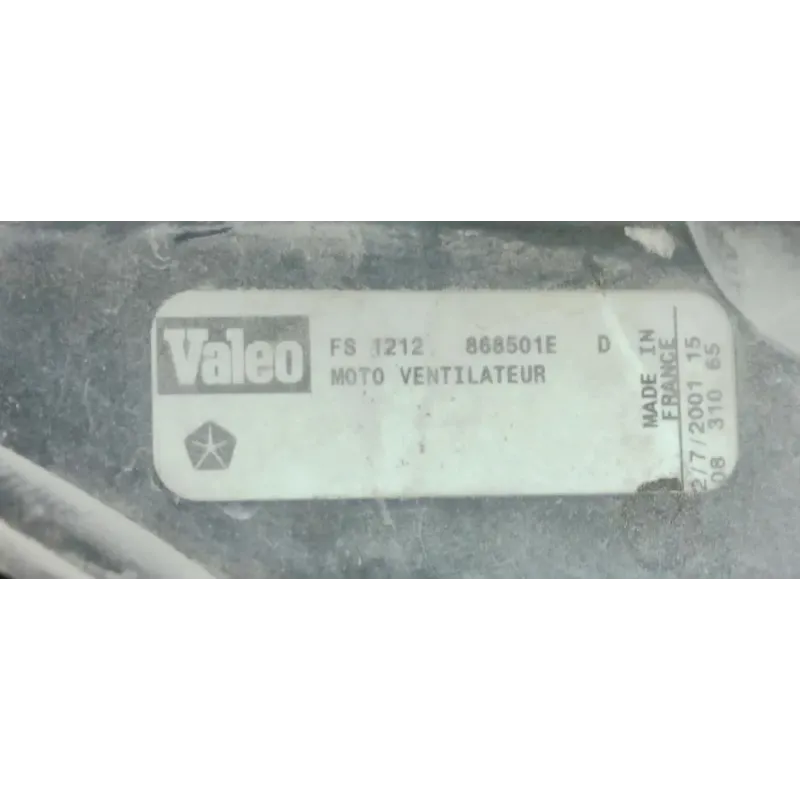 Valeo
FS 1212 868501E D
MOTO VENTILATEUR
MADE IN
FRANCE
2/7/2001 15
08 310 65